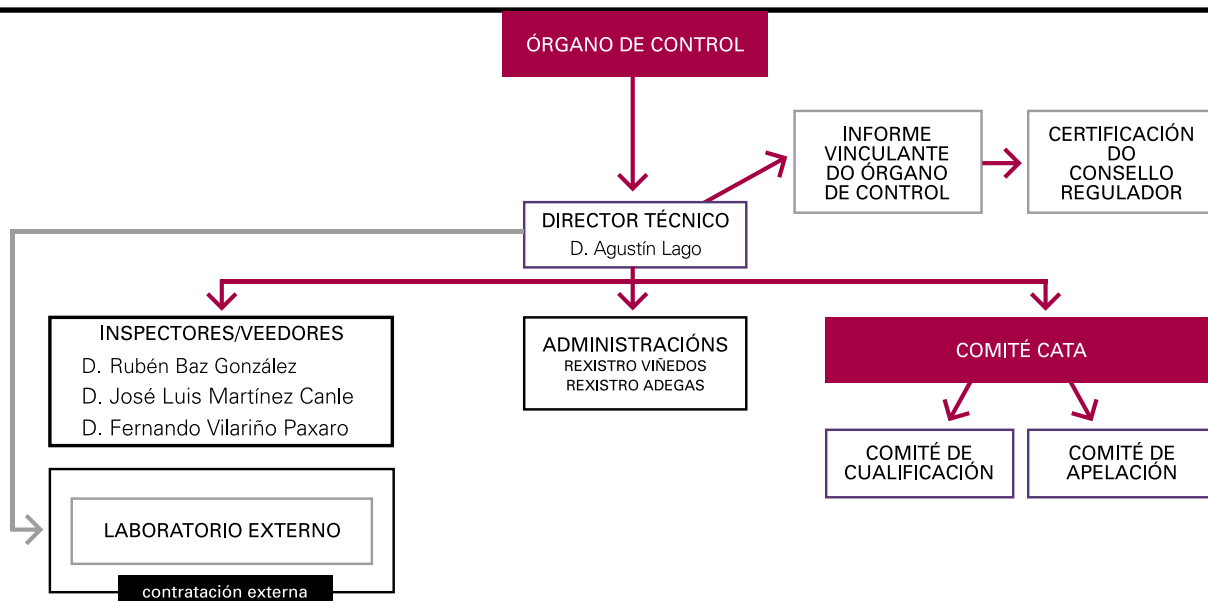 ÓRGANO DE CONTROL
INFORME
VINCULANTE
DO ÓRGANO
DE CONTROL
CERTIFICACIÓN
DO
CONSELLO
REGULADOR
DIRECTOR TÉCNICO
D. Agustín Lago
INSPECTORES/VEEDORES
D. Rubén Baz González
D. José Luis Martínez Canle
D. Fernando Vilariño Paxaro
ADMINISTRACIÓNS
REXISTRO VIÑEDOS
REXISTRO ADEGAS
COMITÉ CATA
COMITÉ DE
CUALIFICACIÓN
COMITÉ DE
APELACIÓN
LABORATORIO EXTERNO
contratación externa